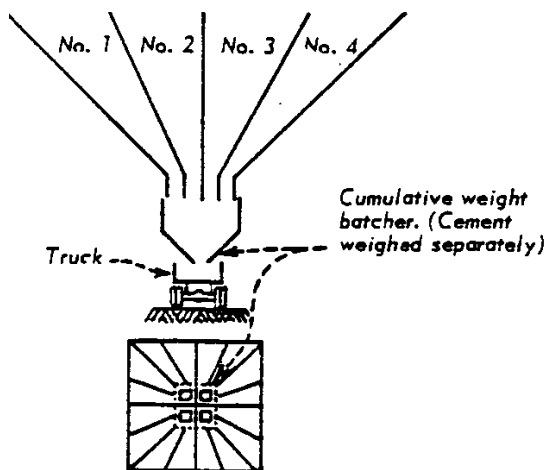 No. 1 No. 2 No. 3 No. 4
Cumulative weight
batcher. (Cement
weighed separately)
Truck